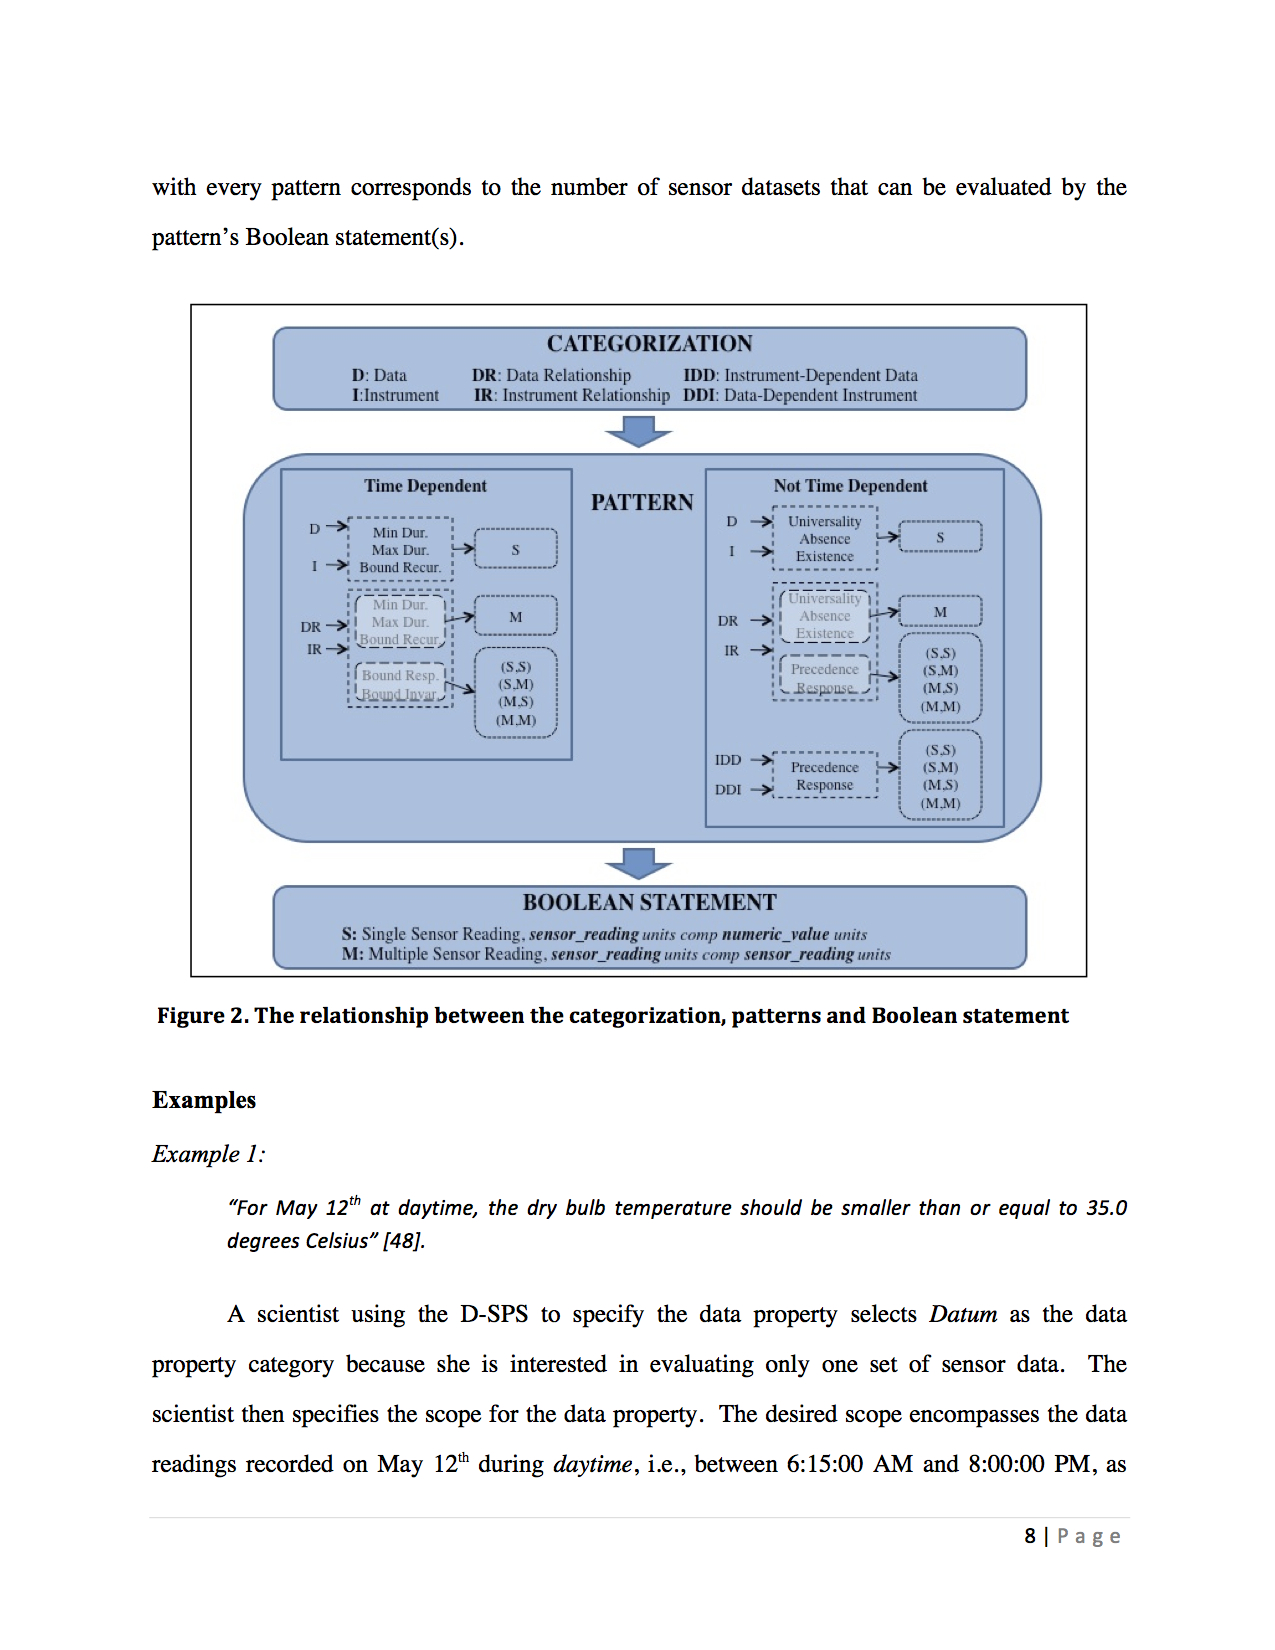 with every pattern corresponds to the number of sensor datasets that can be evaluated by the
pattern’s Boolean statement(s).
CATEGORIZATION
D: Data DR: Data Relationship IDD: Instrument-Dependent Data
I:Instrument IR: Instrument Relationship DDI: Data-Dependent Instrument
PATTERN
Time Dependent
D
I
Min Dur.
Max Dur.
Bound Recur.
S
DR
IR
Min Dur.
Max Dur.
Bound Recur.
M
Bound Resp.
Bound Invar.
(S,S)
(S,M)
(M,S)
(M,M)
Not Time Dependent
D
I
Universality
Absence
Existence
S
DR
IR
Universality
Absence
Existence
M
Precedence
Response
(S,S)
(S,M)
(M,S)
(M,M)
IDD
DDI
Precedence
Response
(S,S)
(S,M)
(M,S)
(M,M)
BOOLEAN STATEMENT
S: Single Sensor Reading, sensor_reading units comp numeric_value units
M: Multiple Sensor Reading, sensor_reading units comp sensor_reading units
Figure 2. The relationship between the categorization, patterns and Boolean statement
Examples
Example 1:
“For May 12th at daytime, the dry bulb temperature should be smaller than or equal to 35.0
degrees Celsius” [48].
A scientist using the D-SPS to specify the data property selects Datum as the data
property category because she is interested in evaluating only one set of sensor data. The
scientist then specifies the scope for the data property. The desired scope encompasses the data
readings recorded on May 12th during daytime, i.e., between 6:15:00 AM and 8:00:00 PM, as
8 | Page